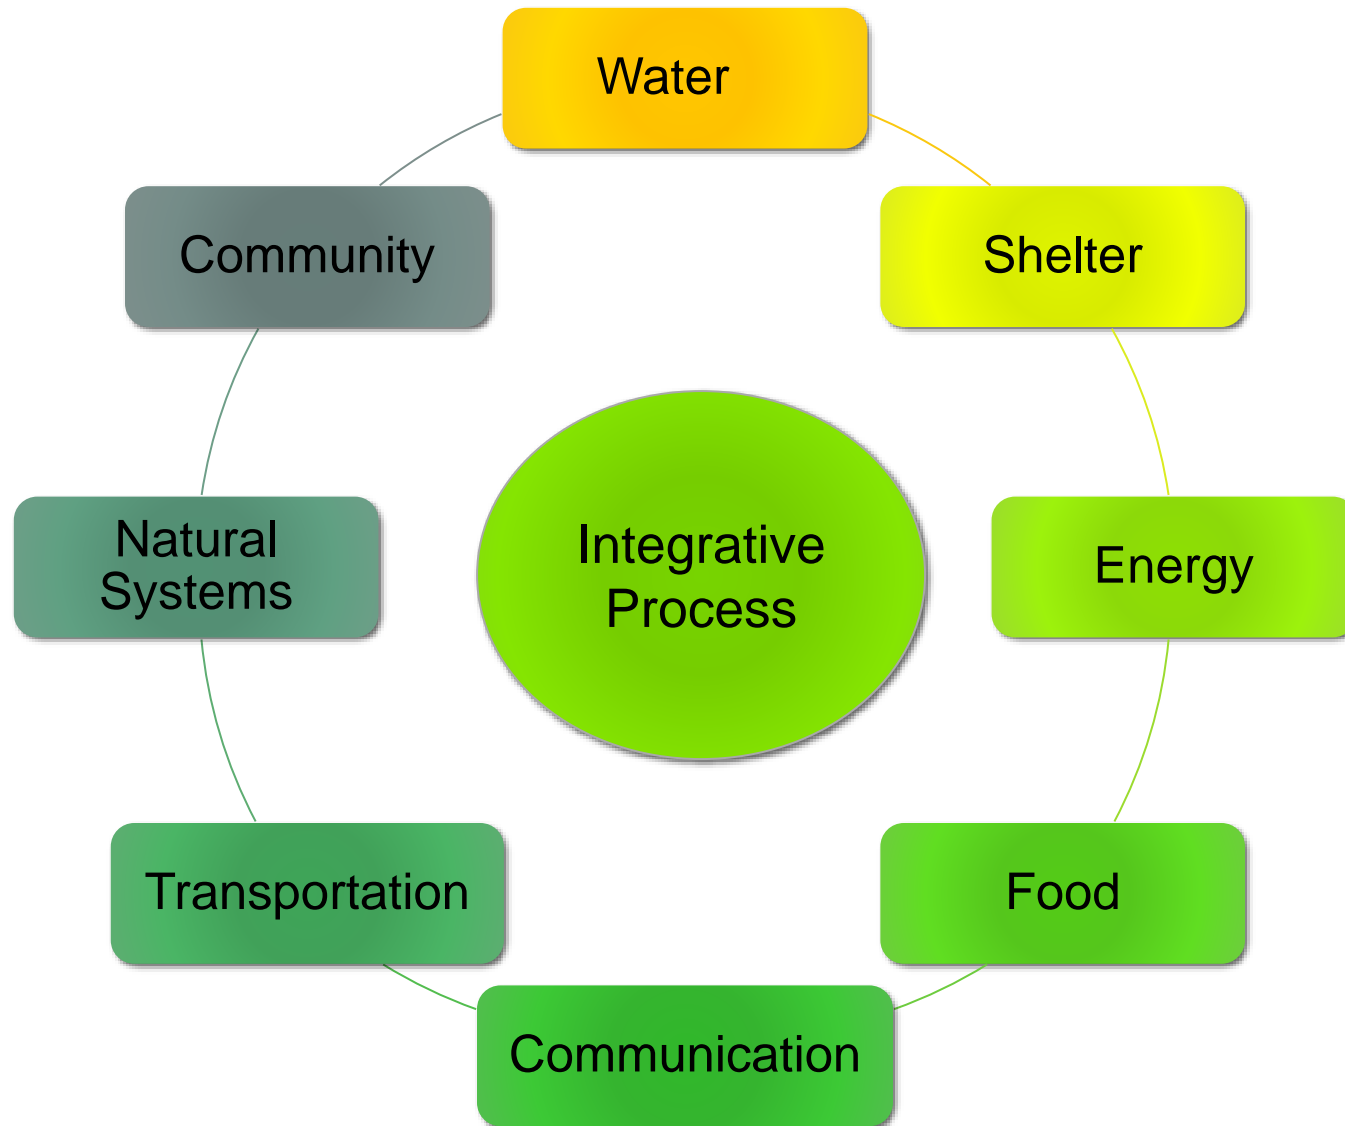 Water
Community
Shelter
Natural
Systems
Integrative
Process
Energy
Transportation
Food
Communication